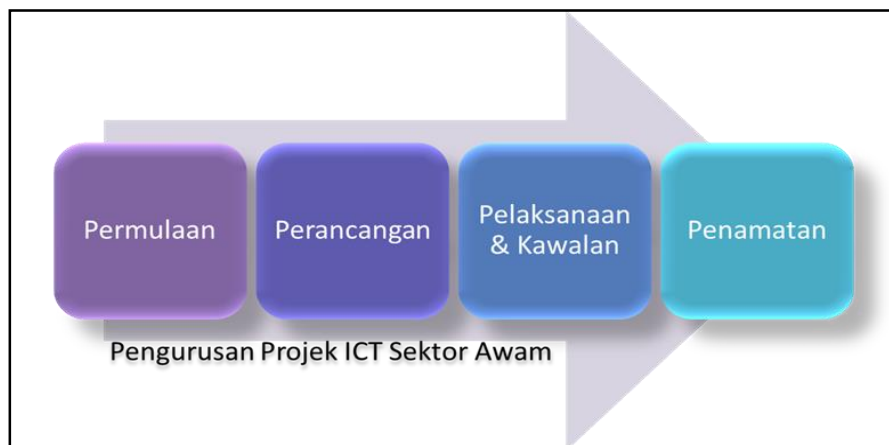 Permulaan
Perancangan
Pelaksanaan
& Kawalan
Penamatan
Pengurusan Projek ICT Sektor Awam